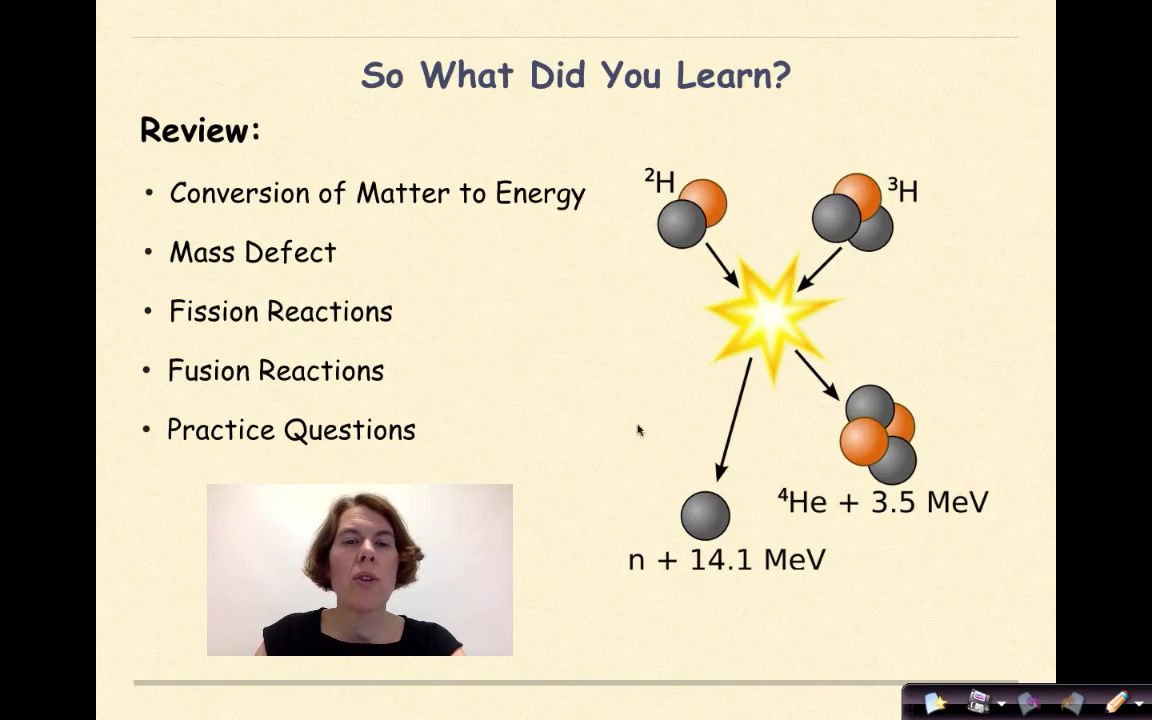 So What Did You Learn?
Review:
• Conversion of Matter to Energy
• Mass Defect
• Fission Reactions
• Fusion Reactions
• Practice Questions
²H
³H
⁴He + 3.5 MeV
n + 14.1 MeV